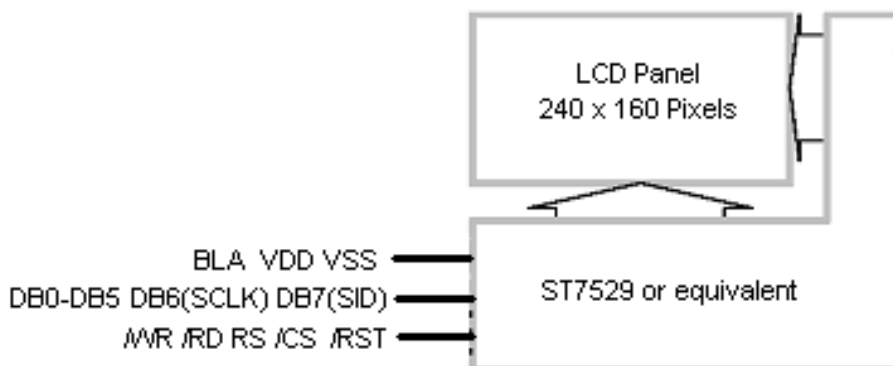 LCD Panel
240 x 160 Pixels
BLA VDD VSS
DB0-DB5 DB6(SCLK) DB7(SID)
ST7529 or equivalent
/WR /RD RS /CS /RST